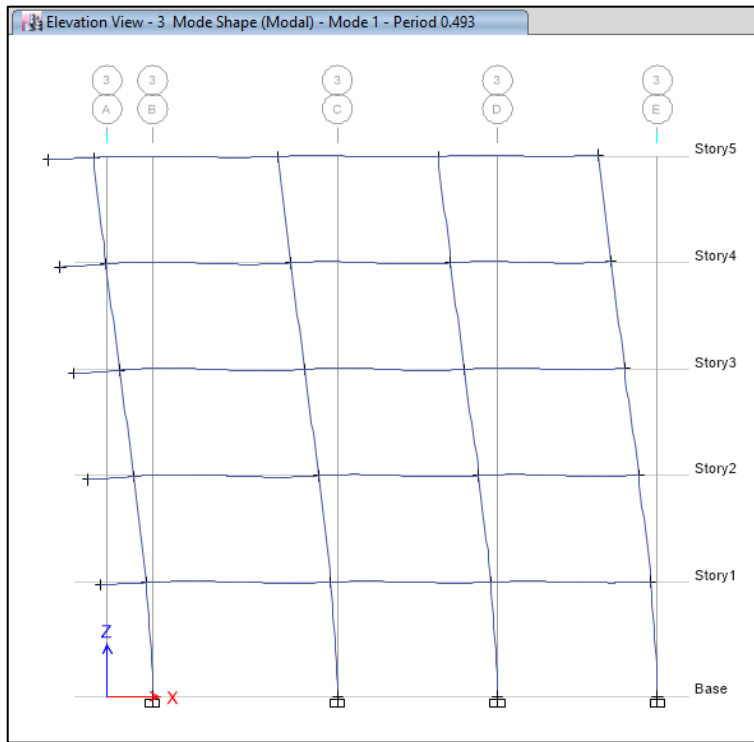 Elevation View - 3 Mode Shape (Modal) - Mode 1 - Period 0.493
3 3 3 3 3
A B C D E
Story5
Story4
Story3
Story2
Story1
Z
X
Base